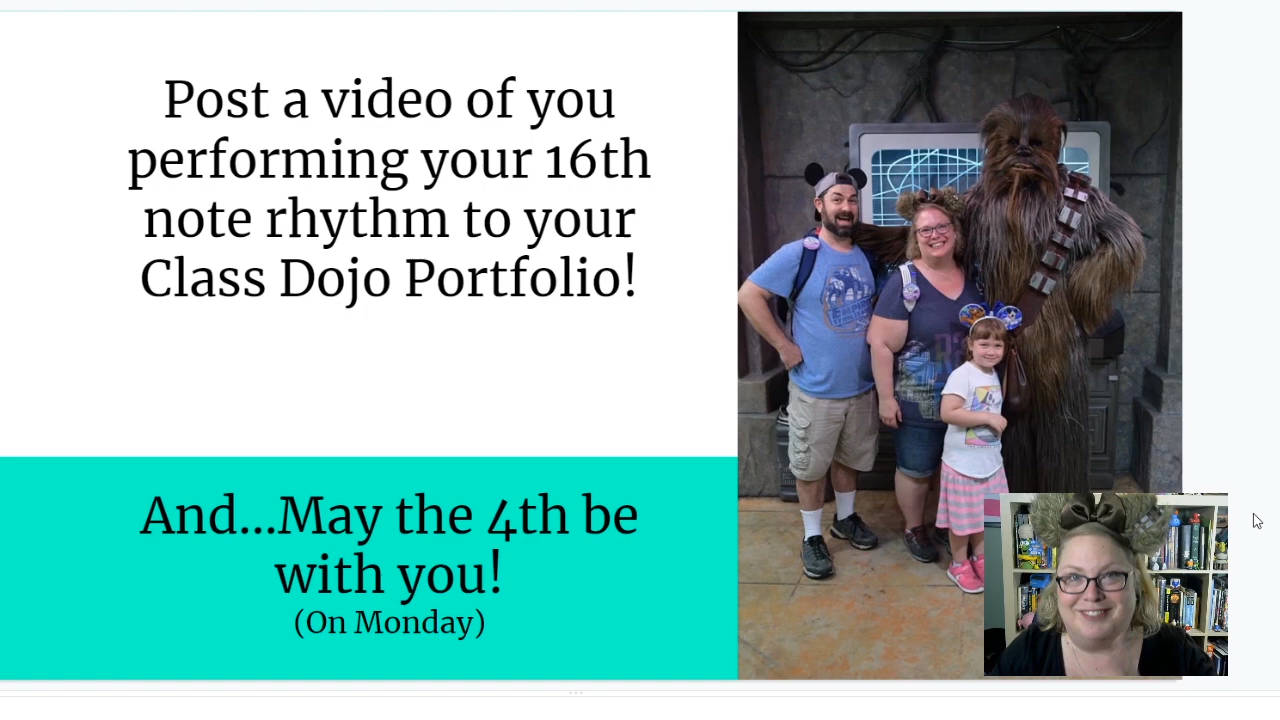 Post a video of you
performing your 16th
note rhythm to your
Class Dojo Portfolio!
And...May the 4th be
with you!
(On Monday)